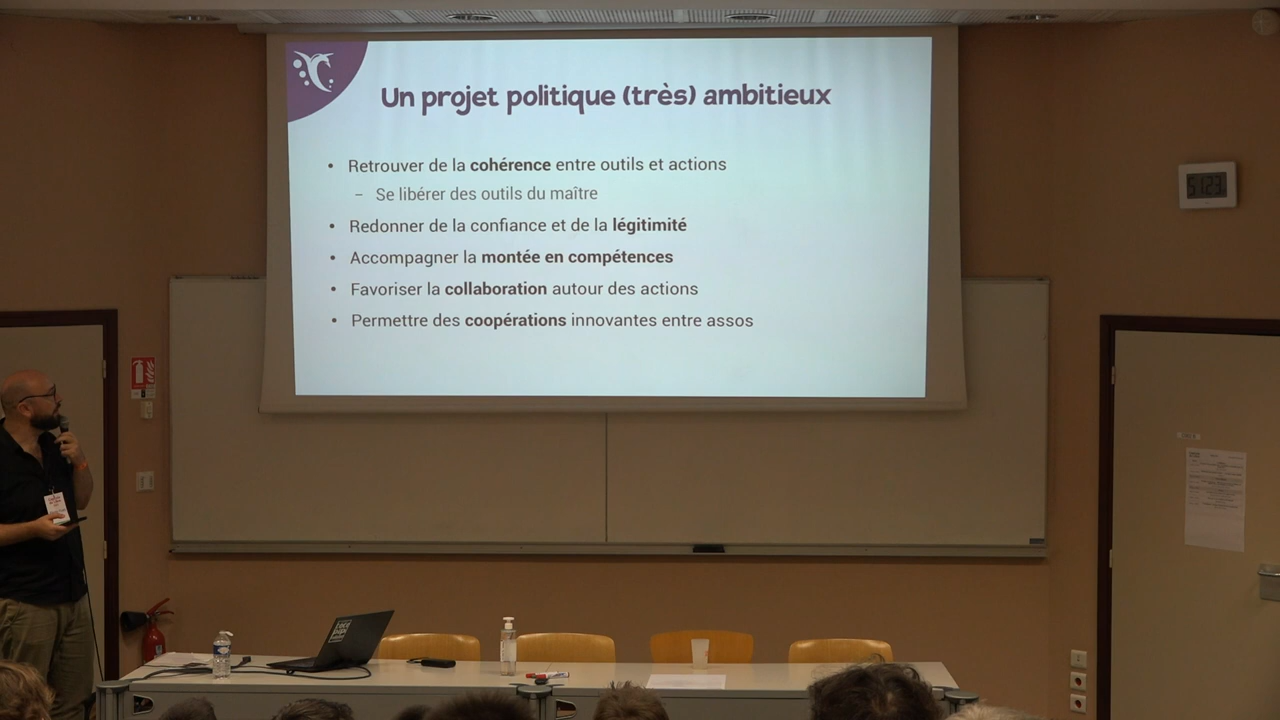 Un projet politique (très) ambitieux
• Retrouver de la cohérence entre outils et actions
– Se libérer des outils du maître
• Redonner de la confiance et de la légitimité
• Accompagner la montée en compétences
• Favoriser la collaboration autour des actions
• Permettre des coopérations innovantes entre assos